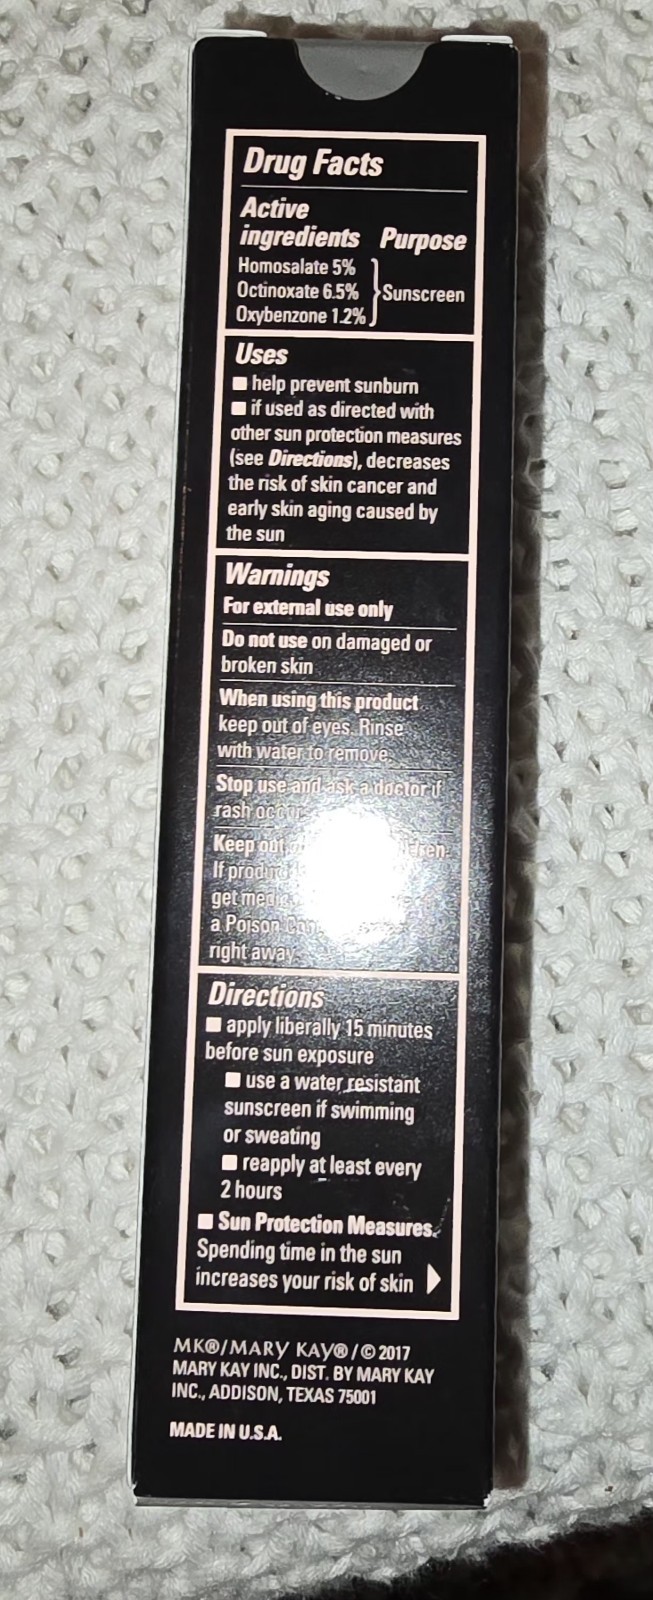 Drug Facts
Active
ingredients Purpose
Homosalate 5%
Octinoxate 6.5% Sunscreen
Oxybenzone 1.2%
Uses
■ help prevent sunburn
■ if used as directed with
other sun protection measures
(see Directions), decreases
the risk of skin cancer and
early skin aging caused by
the sun
Warnings
For external use only
Do not use on damaged or
broken skin
When using this product
keep out of eyes. Rinse
with water to remove.
Stop use and ask a doctor if
rash occurs
Keep out
If
get
a Poison
right away.
Directions
■ apply liberally 15 minutes
before sun exposure
■ use a water resistant
sunscreen if swimming
or sweating
■ reapply at least every
2 hours
■ Sun Protection Measures.
Spending time in the sun
increases your risk of skin
MK®/MARY KAY®/©2017
MARY KAY INC., DIST. BY MARY KAY
INC., ADDISON, TEXAS 75001
MADE IN U.S.A.